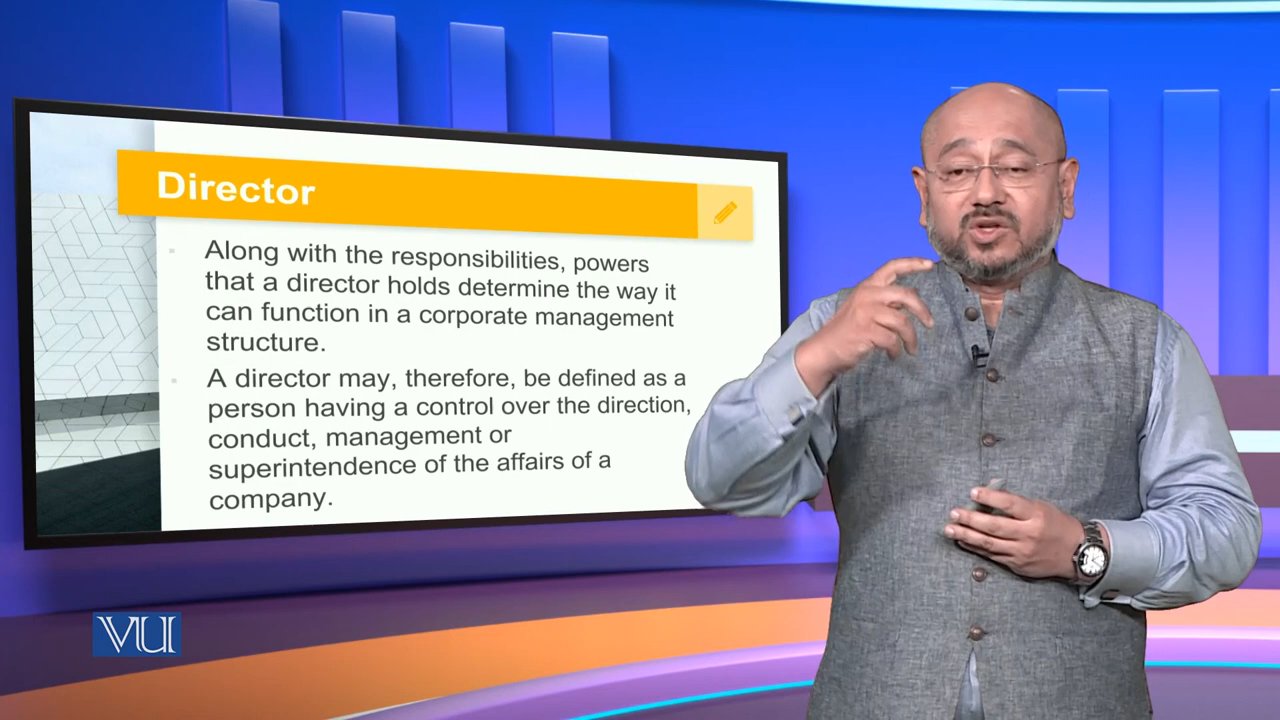 Director
Along with the responsibilities, powers
that a director holds determine the way it
can function in a corporate management
structure.
A director may, therefore, be defined as a
person having a control over the direction,
conduct, management or
superintendence of the affairs of a
company.
VU